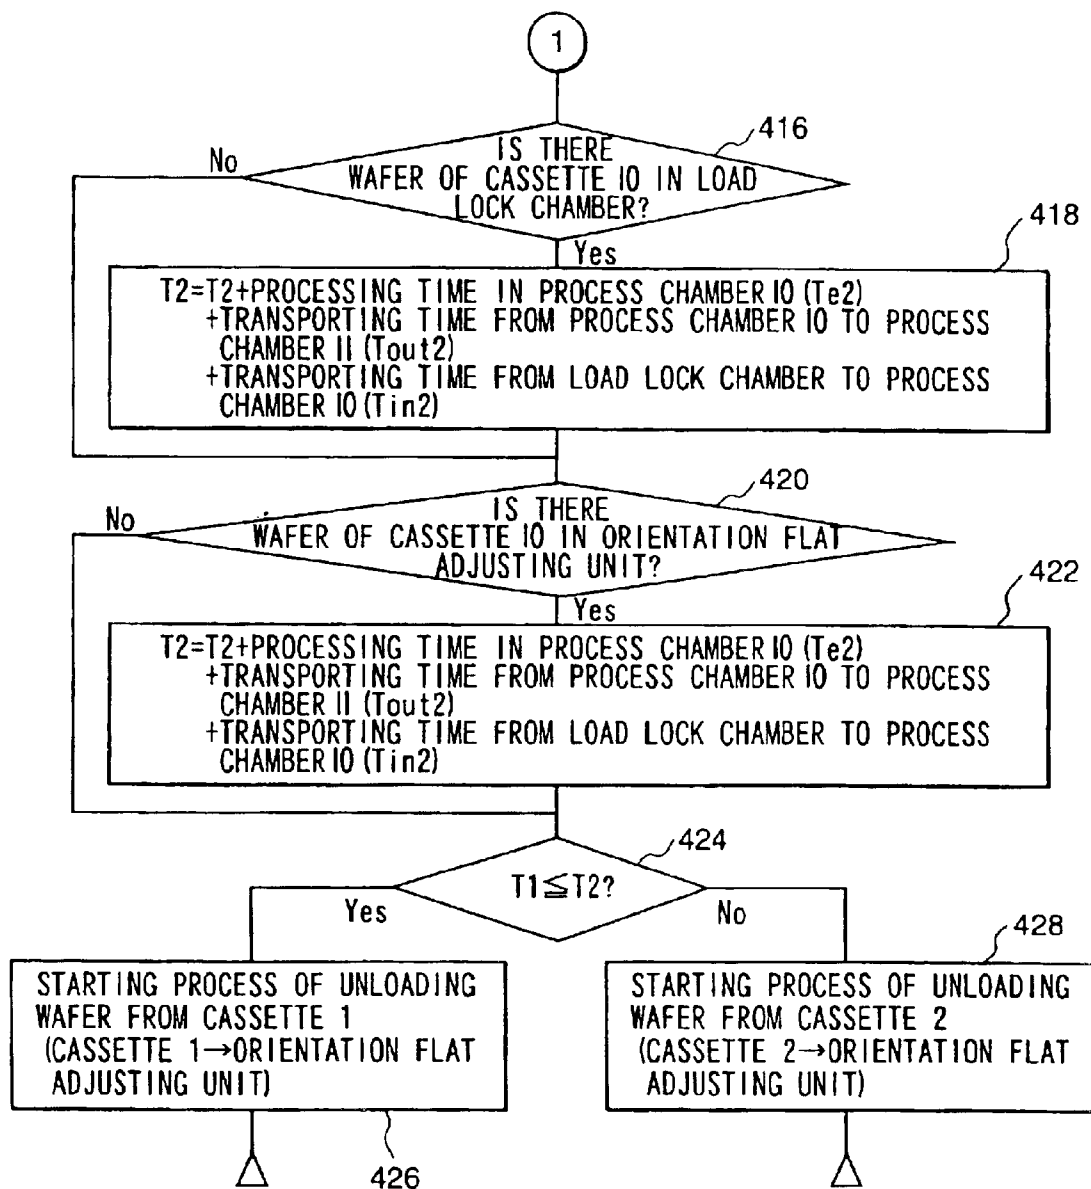 1
416
IS THERE
WAFER OF CASSETTE 10 IN LOAD
LOCK CHAMBER?
No
Yes
418
T2=T2+PROCESSING TIME IN PROCESS CHAMBER 10 (Te2)
+TRANSPORTING TIME FROM PROCESS CHAMBER 10 TO PROCESS
CHAMBER 11 (Tout2)
+TRANSPORTING TIME FROM LOAD LOCK CHAMBER TO PROCESS
CHAMBER 10 (Tin2)
420
IS THERE
WAFER OF CASSETTE 10 IN ORIENTATION FLAT
ADJUSTING UNIT?
No
Yes
422
T2=T2+PROCESSING TIME IN PROCESS CHAMBER 10 (Te2)
+TRANSPORTING TIME FROM PROCESS CHAMBER 10 TO PROCESS
CHAMBER 11 (Tout2)
+TRANSPORTING TIME FROM LOAD LOCK CHAMBER TO PROCESS
CHAMBER 10 (Tin2)
424
T1≦T2?
Yes
No
STARTING PROCESS OF UNLOADING
WAFER FROM CASSETTE 1
(CASSETTE 1→ORIENTATION FLAT
ADJUSTING UNIT)
426
428
STARTING PROCESS OF UNLOADING
WAFER FROM CASSETTE 2
(CASSETTE 2→ORIENTATION FLAT
ADJUSTING UNIT)